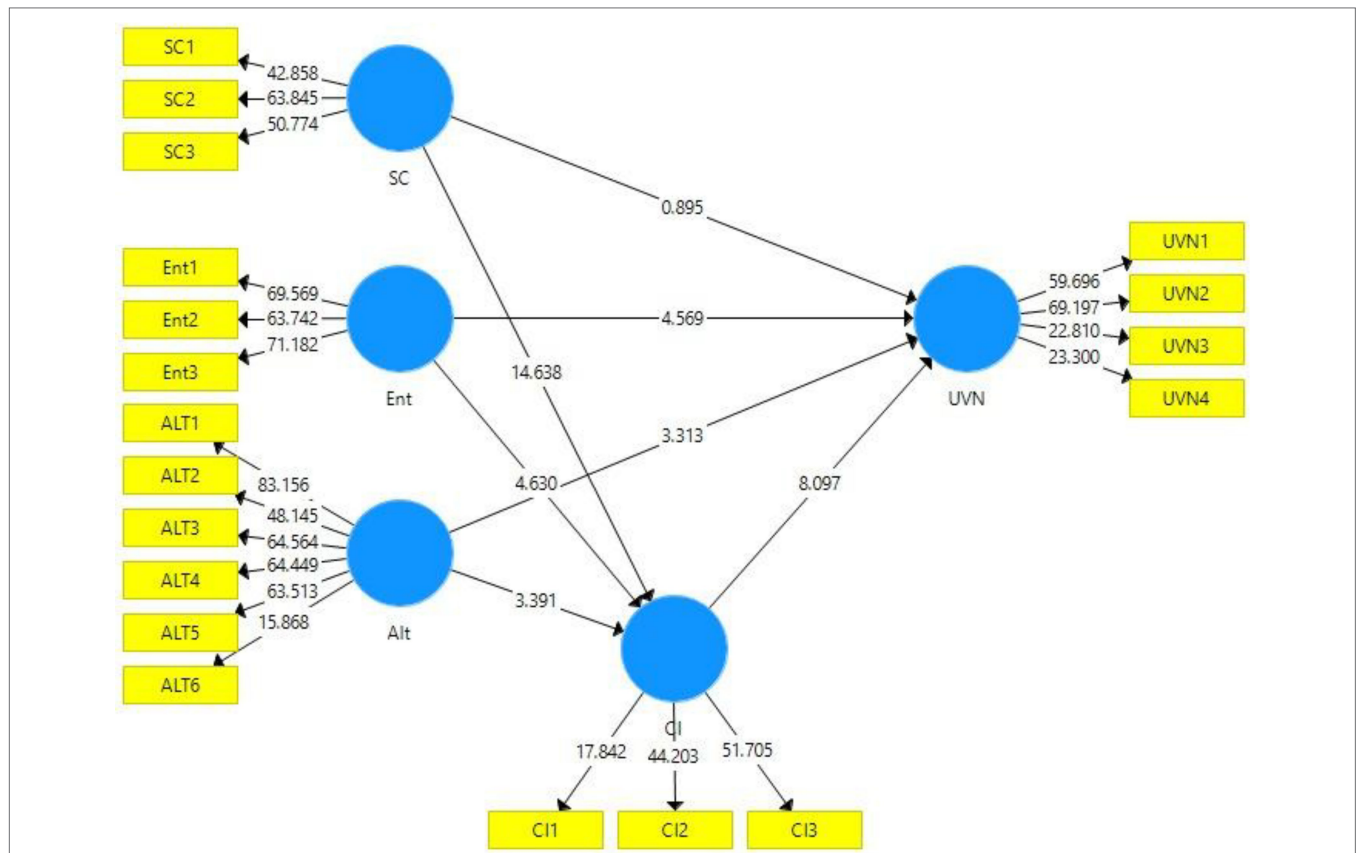 SC1
42.858
SC2
63.845
50.774
SC3
SC
0.895
Ent1
69.569
Ent2
63.742
71.182
Ent3
Ent
4.569
14.638
UVN1
59.696
UVN2
69.197
22.810
UVN3
23.300
UVN4
UVN
ALT1
83.156
ALT2
48.145
ALT3
64.564
64.449
ALT4
63.513
ALT5
15.868
ALT6
Alt
3.313
4.630
8.097
3.391
CI
17.842
44.203
51.705
CI1
CI2
CI3